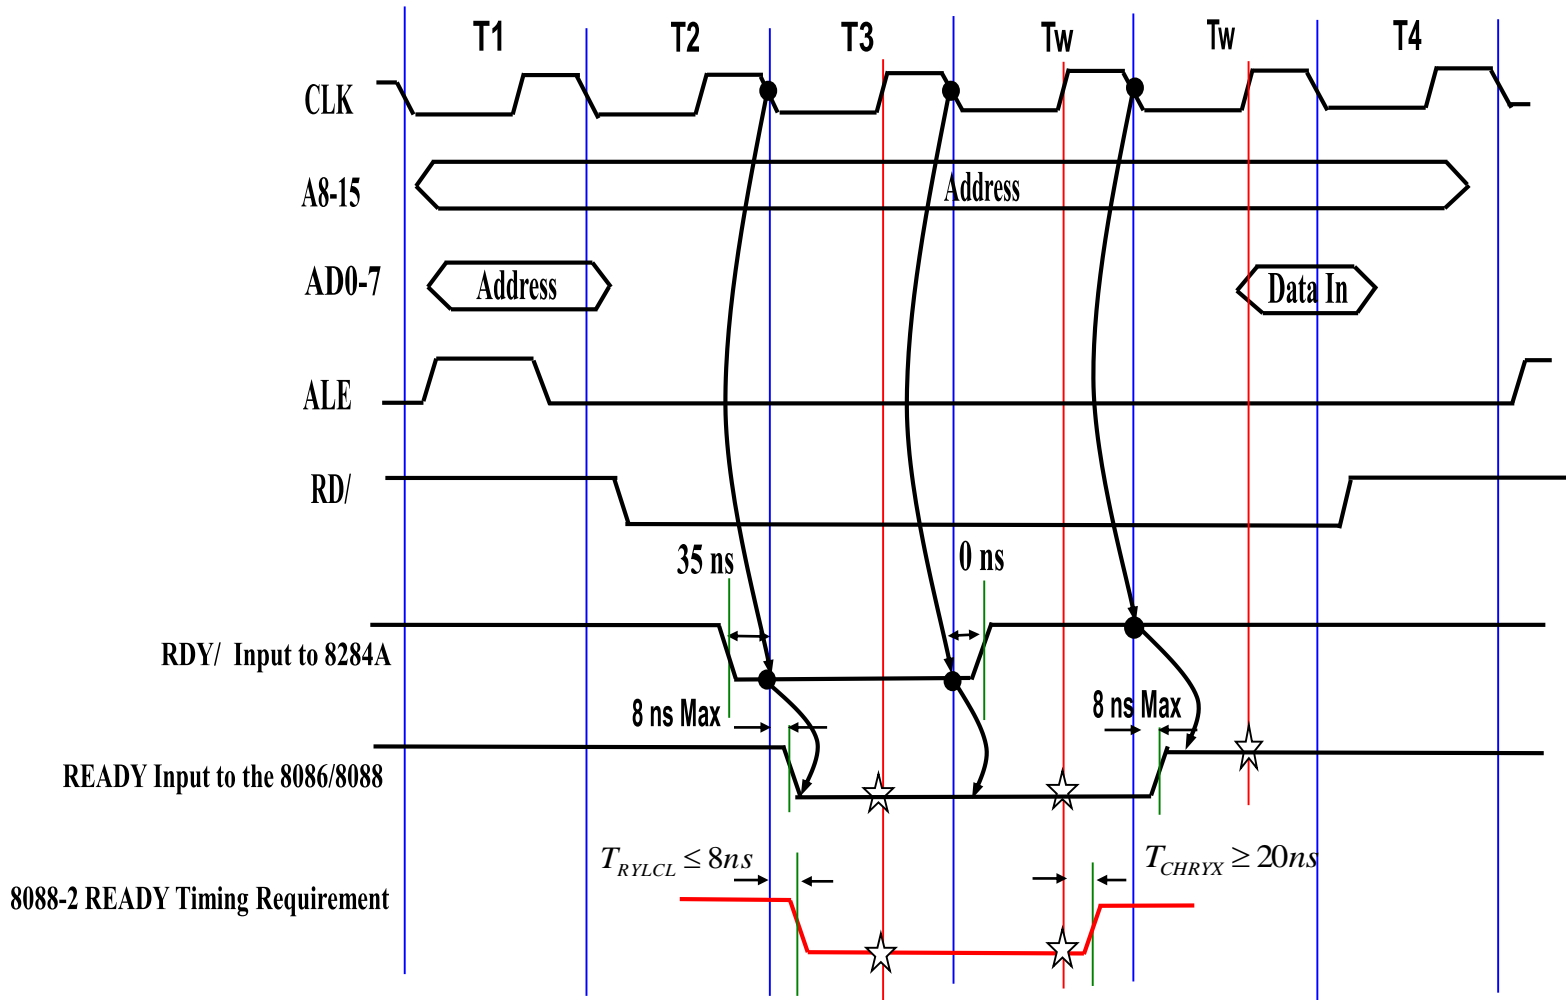 T1 T2 T3 Tw Tw T4
CLK
A8-15 Address
AD0-7 Address Data In
ALE
RD/
35 ns 0 ns
RDY/ Input to 8284A
8 ns Max 8 ns Max
READY Input to the 8086/8088
T_RYLCL ≤ 8ns T_CHRYX ≥ 20ns
8088-2 READY Timing Requirement